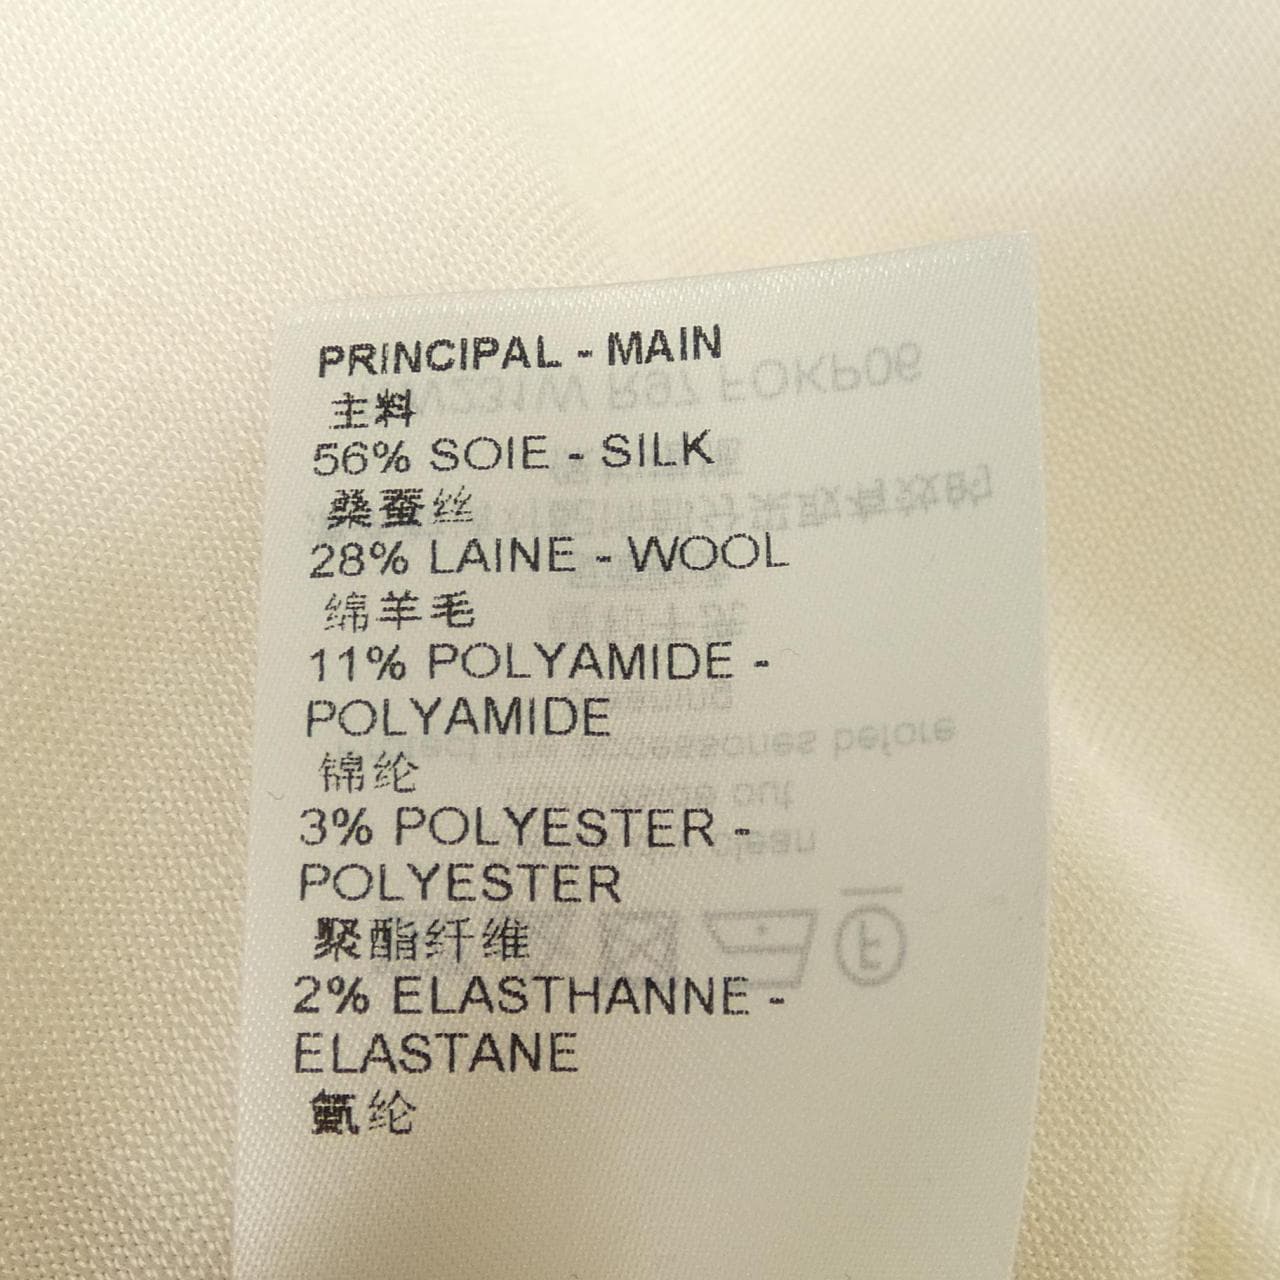 PRINCIPAL - MAIN
主料
56% SOIE - SILK
桑蚕丝
28% LAINE - WOOL
绵羊毛
11% POLYAMIDE -
POLYAMIDE
锦纶
3% POLYESTER -
POLYESTER
聚酯纤维
2% ELASTHANNE -
ELASTANE
氨纶